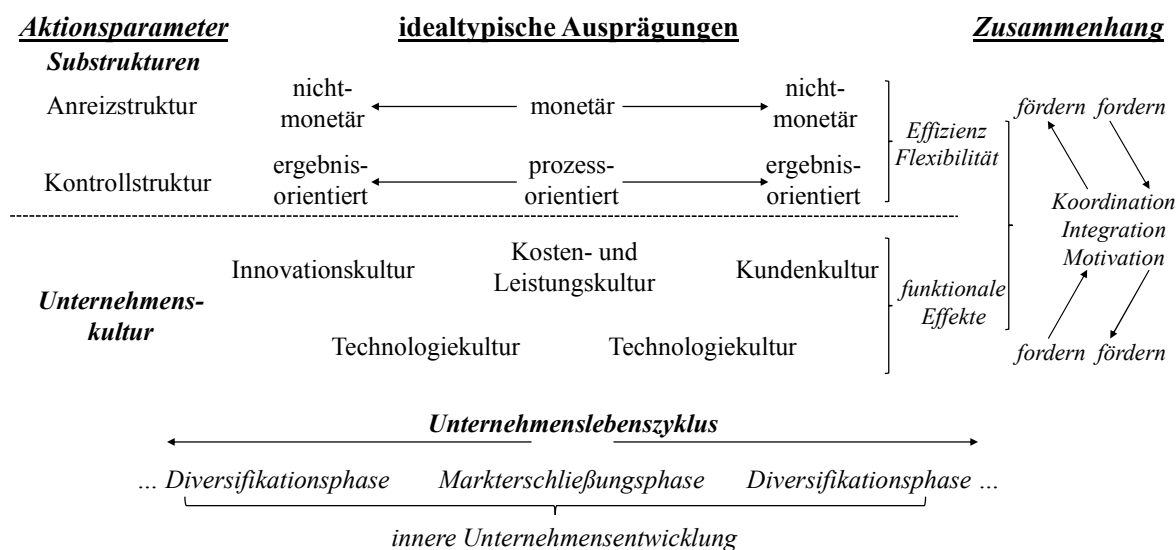 Aktionsparameter idealtypische Ausprägungen Zusammenhang
Substrukturen
nicht- nicht-
Anreizstruktur monetär monetär monetär fördern fordern
Effizienz
Flexibilität
ergebnis- prozess- ergebnis-
Kontrollstruktur orientiert orientiert orientiert
Koordination
Integration
Motivation
Innovationskultur Kosten- und Leistungskultur Kundenkultur
Unternehmens-
kultur
funktionale
Effekte
Technologiekultur Technologiekultur fordern fördern
Unternehmenslebenszyklus
... Diversifikationsphase Markterschließungsphase Diversifikationsphase ...
innere Unternehmensentwicklung